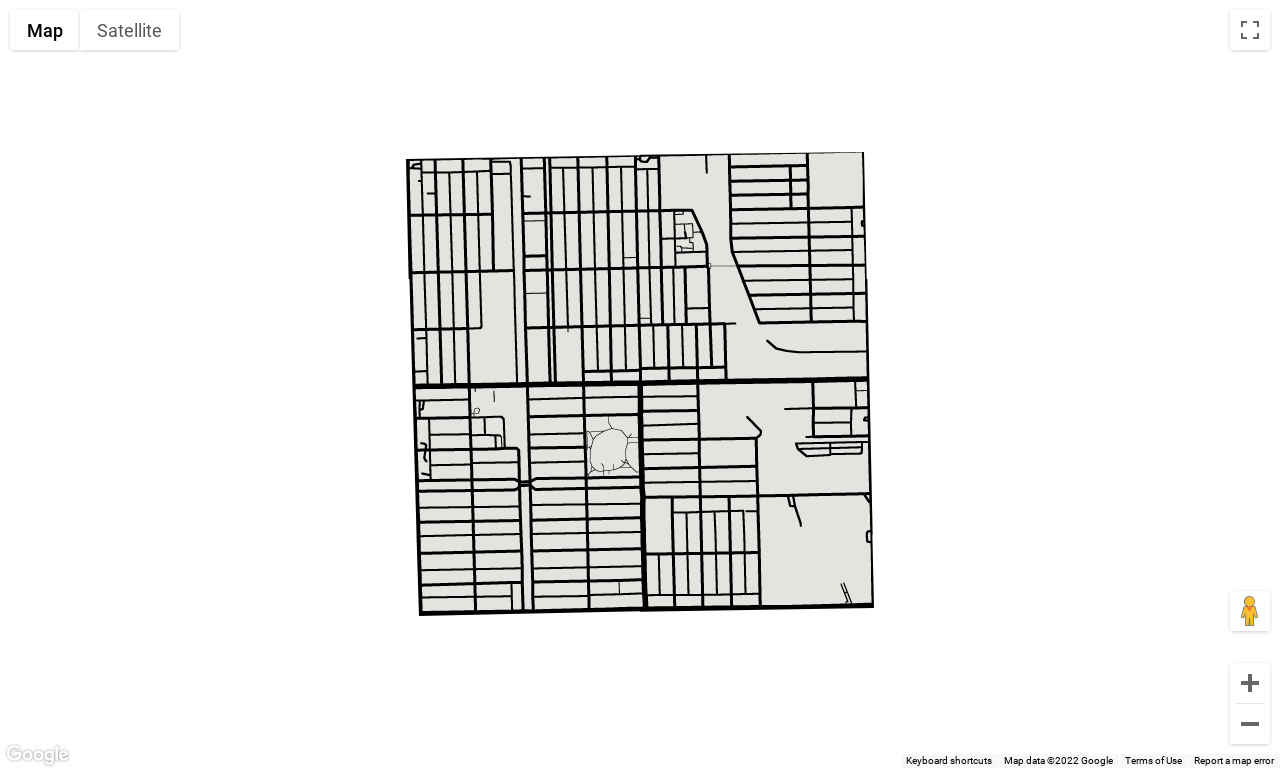 Map Satellite
Google
Keyboard shortcuts Map data ©2022 Google Terms of Use Report a map error